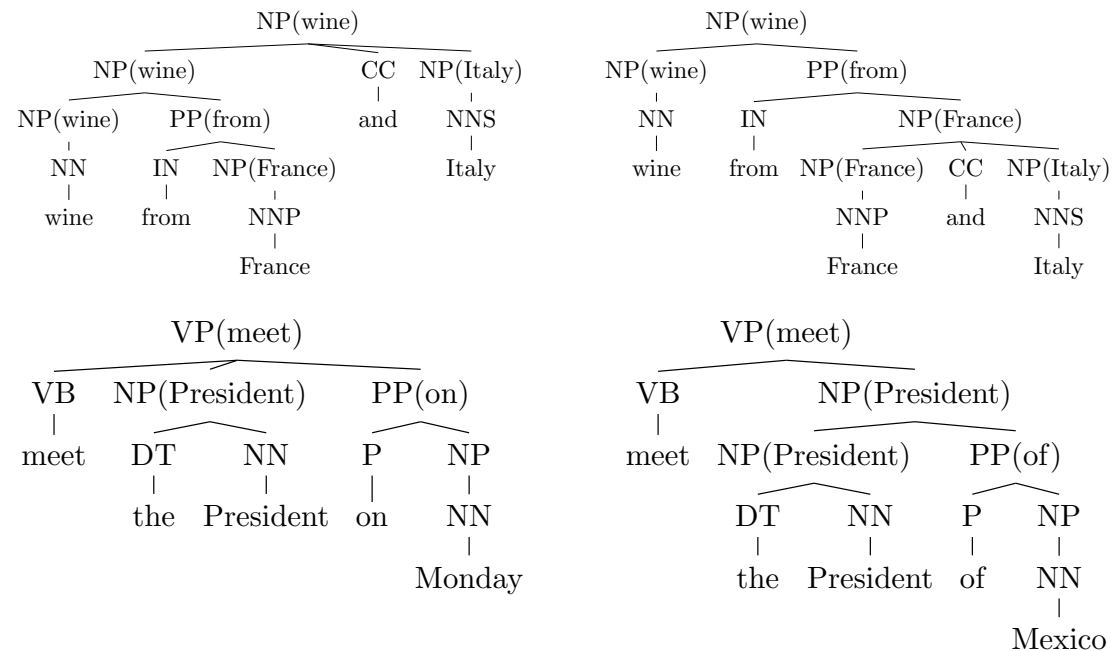 NP(wine)
NP(wine) CC NP(Italy)
NP(wine) PP(from) and NNS
NN IN NP(France) Italy
wine from NNP
France
NP(wine)
NP(wine) PP(from)
NN IN NP(France)
wine from NP(France) CC NP(Italy)
NNP and NNS
France Italy
VP(meet)
VB NP(President) PP(on)
meet DT NN P NP
the President on NN
Monday
VP(meet)
VB NP(President)
meet NP(President) PP(of)
DT NN P NP
the President of NN
Mexico